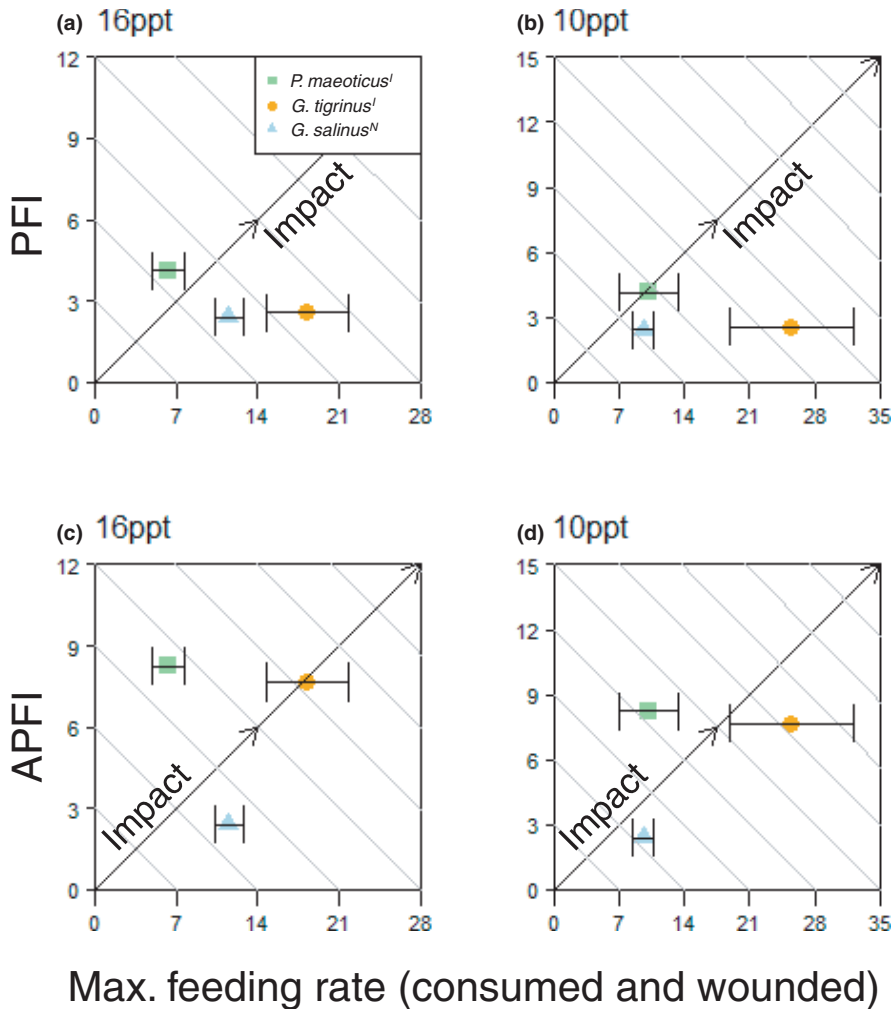 (a) 16ppt
(b) 10ppt
PFI
12
9
6
3
0
0 7 14 21 28
P. maeoticusᴵ
G. tigrinusᴵ
G. salinusᴺ
Impact
15
12
9
6
3
0
0 7 14 21 28 35
Impact
(c) 16ppt
(d) 10ppt
APFI
12
9
6
3
0
0 7 14 21 28
Impact
15
12
9
6
3
0
0 7 14 21 28 35
Impact
Max. feeding rate (consumed and wounded)